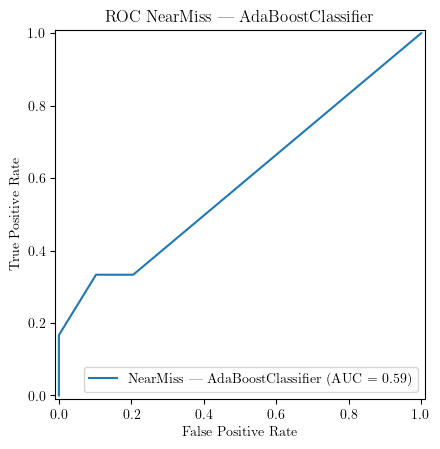 ROC NearMiss — AdaBoostClassifier
1.0
0.8
0.6
0.4
0.2
0.0
True Positive Rate
NearMiss — AdaBoostClassifier (AUC = 0.59)
0.0 0.2 0.4 0.6 0.8 1.0
False Positive Rate